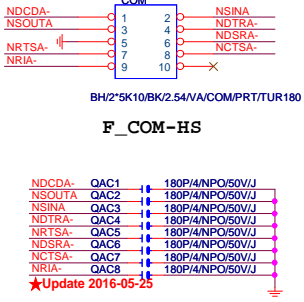 COM
NDCDA- 1 2 NSINA
NSOUTA 3 4 NDTRA-
5 6 NDSRA-
NRTSA- 7 8 NCTSA-
NRIA- 9 10
BH/2*5K10/BK/2.54/VA/COM/PRT/TUR180
F_COM-HS
NDCDA- QAC1 180P/4/NPO/50V/J
NSOUTA QAC2 180P/4/NPO/50V/J
NSINA QAC3 180P/4/NPO/50V/J
NDTRA- QAC4 180P/4/NPO/50V/J
NRTSA- QAC5 180P/4/NPO/50V/J
NDSRA- QAC6 180P/4/NPO/50V/J
NCTSA- QAC7 180P/4/NPO/50V/J
NRIA- QAC8 180P/4/NPO/50V/J
★Update 2016-05-25